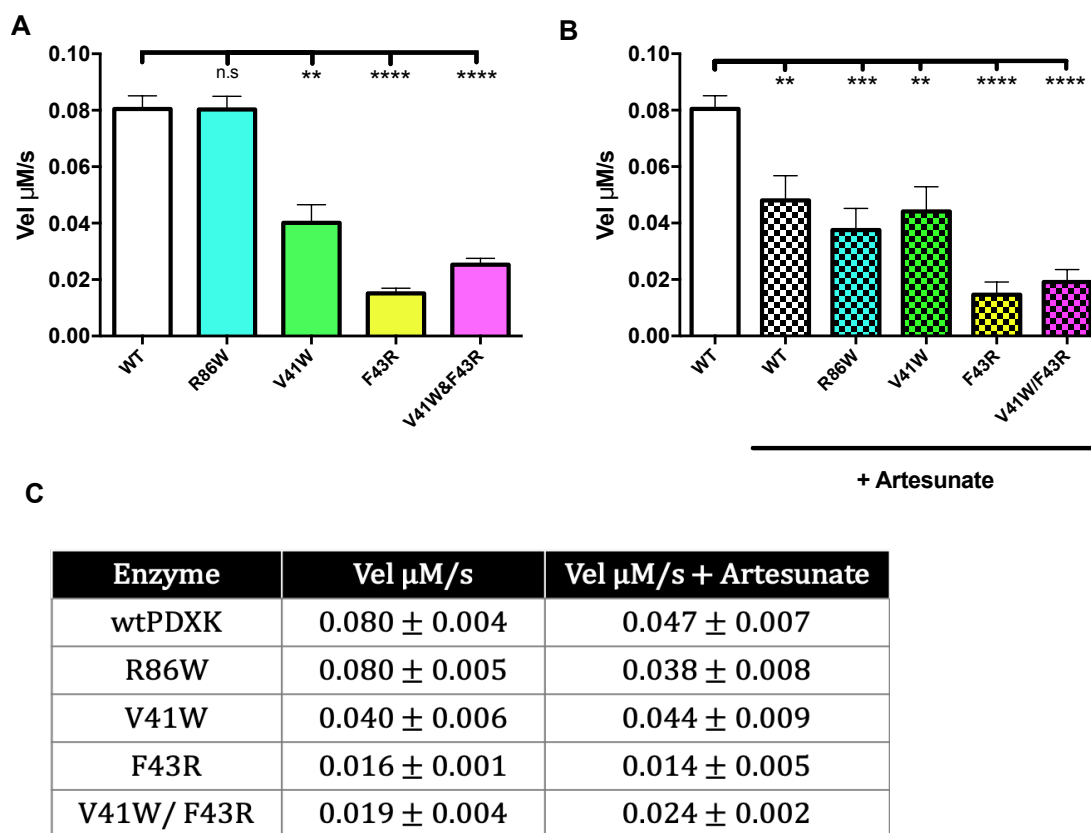 A
Vel µM/s
0.10
0.08
0.06
0.04
0.02
0.00
n.s
**
****
****
WT
R86W
V41W
F43R
V41W&F43R
B
Vel µM/s
0.10
0.08
0.06
0.04
0.02
0.00
**
***
**
****
****
WT
WT
R86W
V41W
F43R
V41W/F43R
+ Artesunate
C
Enzyme Vel µM/s Vel µM/s + Artesunate
wtPDXK 0.080 ± 0.004 0.047 ± 0.007
R86W 0.080 ± 0.005 0.038 ± 0.008
V41W 0.040 ± 0.006 0.044 ± 0.009
F43R 0.016 ± 0.001 0.014 ± 0.005
V41W/ F43R 0.019 ± 0.004 0.024 ± 0.002